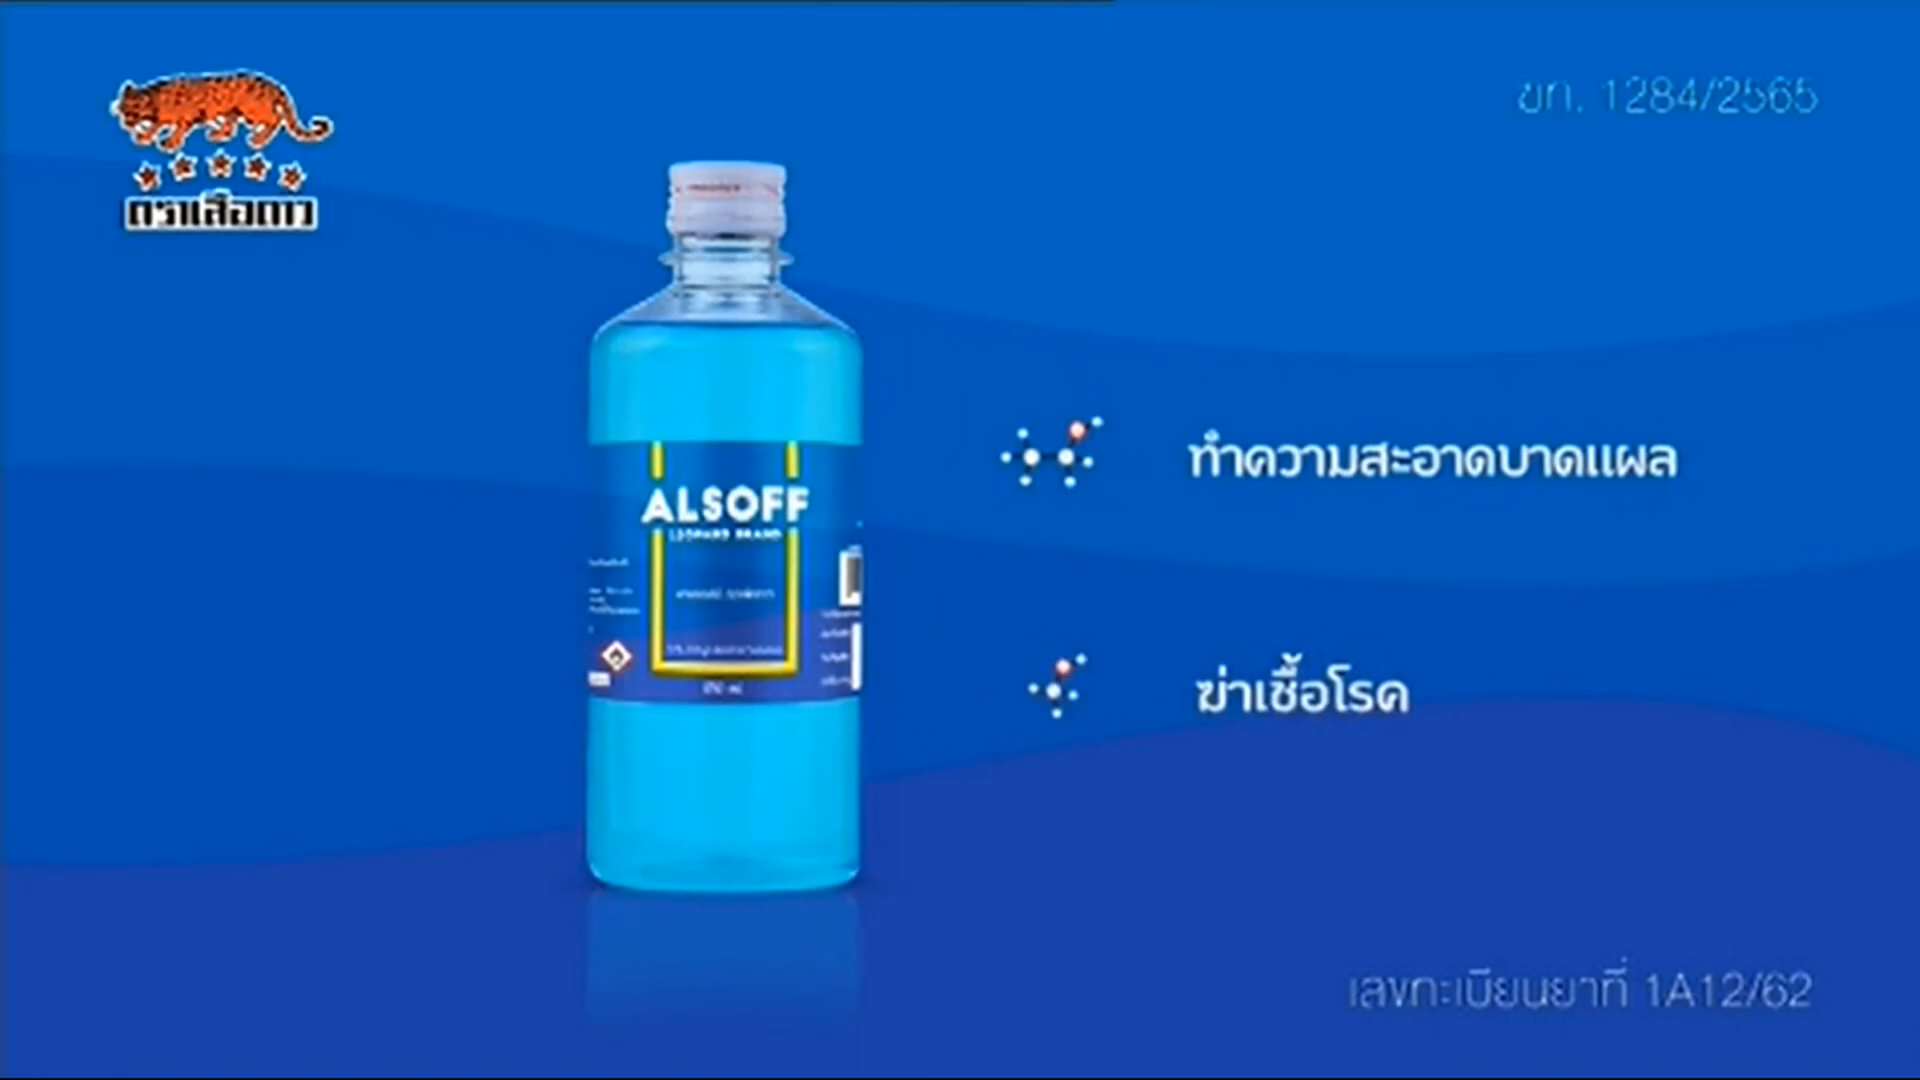 ฆท. 1284/2565
ตราเสือดาว
ALSOFF
LEOPARD BRAND
ทำความสะอาดบาดแผล
ฆ่าเชื้อโรค
เลขทะเบียนยาที่ 1A12/62